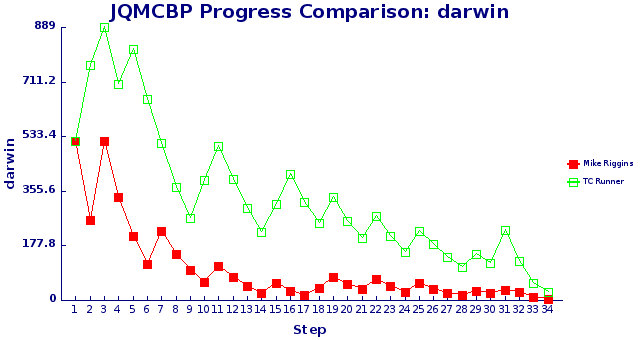 JQMCBP Progress Comparison: darwin
889
711.2
533.4
355.6
177.8
0
darwin
1 2 3 4 5 6 7 8 9 10 11 12 13 14 15 16 17 18 19 20 21 22 23 24 25 26 27 28 29 30 31 32 33 34
Step
Mike Riggins
TC Runner